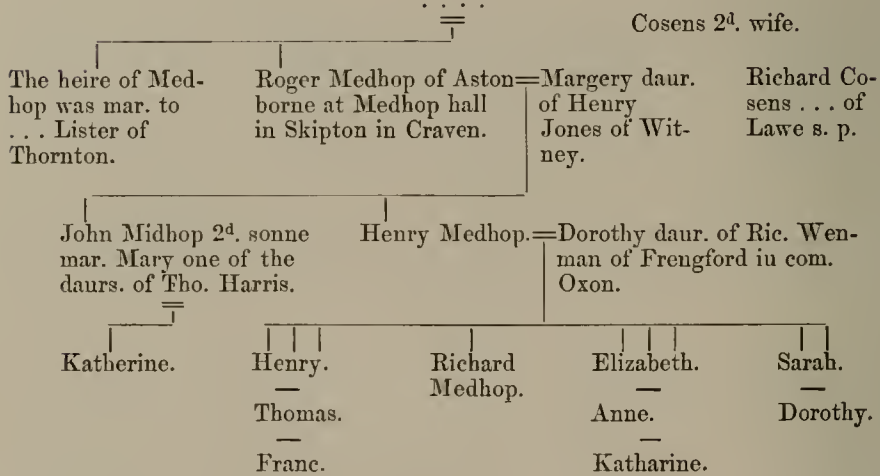 . . . .
Cosens 2d. wife.
The heire of Med-
hop was mar. to
. . . Lister of
Thornton.
Roger Medhop of Aston=
borne at Medhop hall
in Skipton in Craven.
Margery daur.
of Henry
Jones of Wit-
ney.
Richard Co-
sens . . . of
Lawe s. p.
John Midhop 2d. sonne
mar. Mary one of the
daurs. of Tho. Harris.
=
Henry Medhop.=
Dorothy daur. of Ric. Wen-
man of Frengford iu com.
Oxon.
Katherine.
Henry.
—
Thomas.
—
Franc.
Richard
Medhop.
Elizabeth.
—
Anne.
—
Katharine.
Sarah.
—
Dorothy.